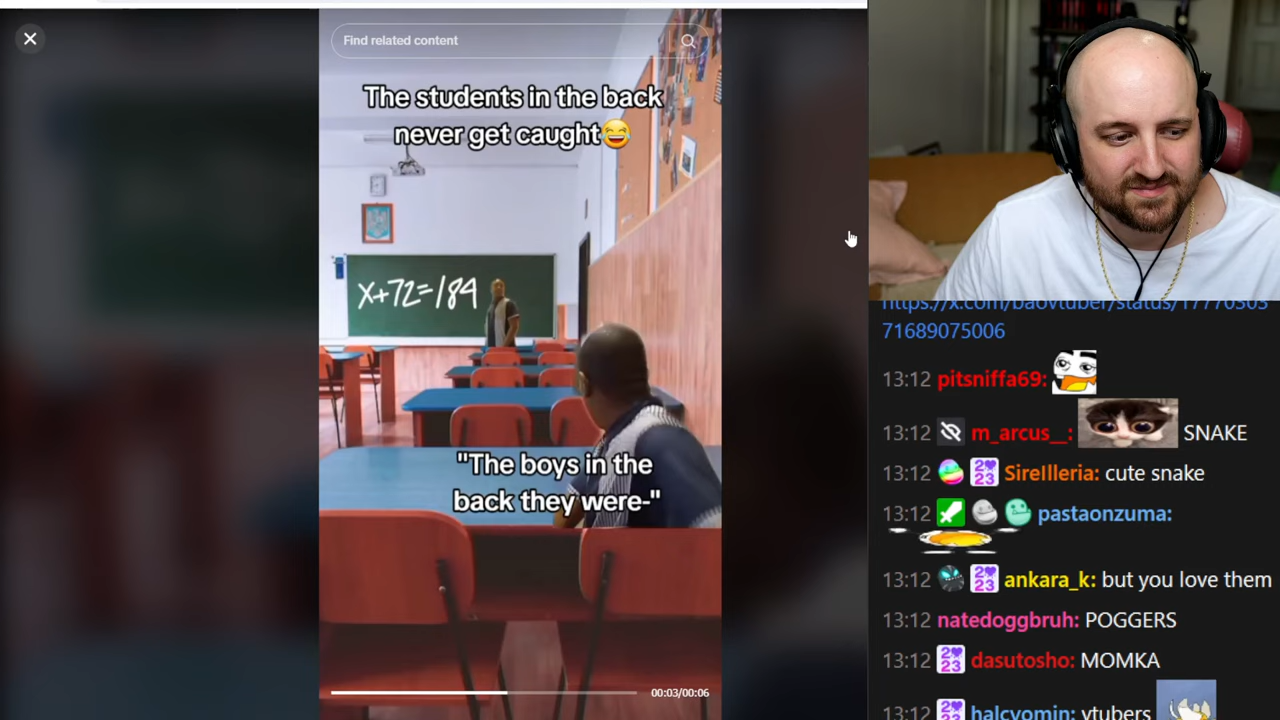 Find related content
The students in the back
never get caught😂
x+72=184
"The boys in the
back they were-"
00:03/00:06
71689075006
13:12 pitsniffa69:
13:12 m_arcus__: SNAKE
13:12 SireIlleria: cute snake
13:12 pastaonzuma:
13:12 ankara_k: but you love them
13:12 natedoggbruh: POGGERS
13:12 dasutosho: MOMKA
13:12 halcyomin: vtubers